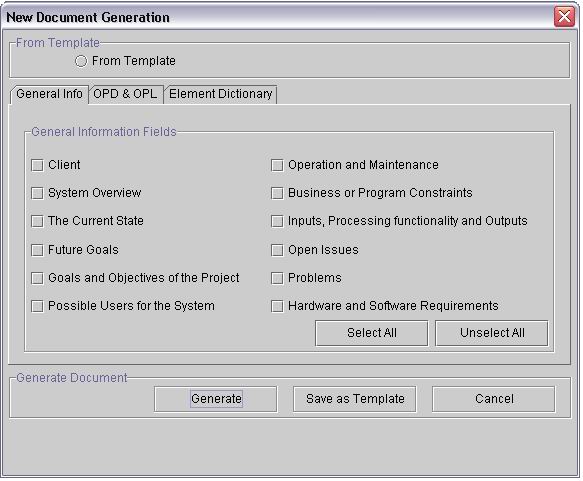 New Document Generation
From Template
From Template
General Info OPD & OPL Element Dictionary
General Information Fields
Client Operation and Maintenance
System Overview Business or Program Constraints
The Current State Inputs, Processing functionality and Outputs
Future Goals Open Issues
Goals and Objectives of the Project Problems
Possible Users for the System Hardware and Software Requirements
Select All Unselect All
Generate Document
Generate Save as Template Cancel